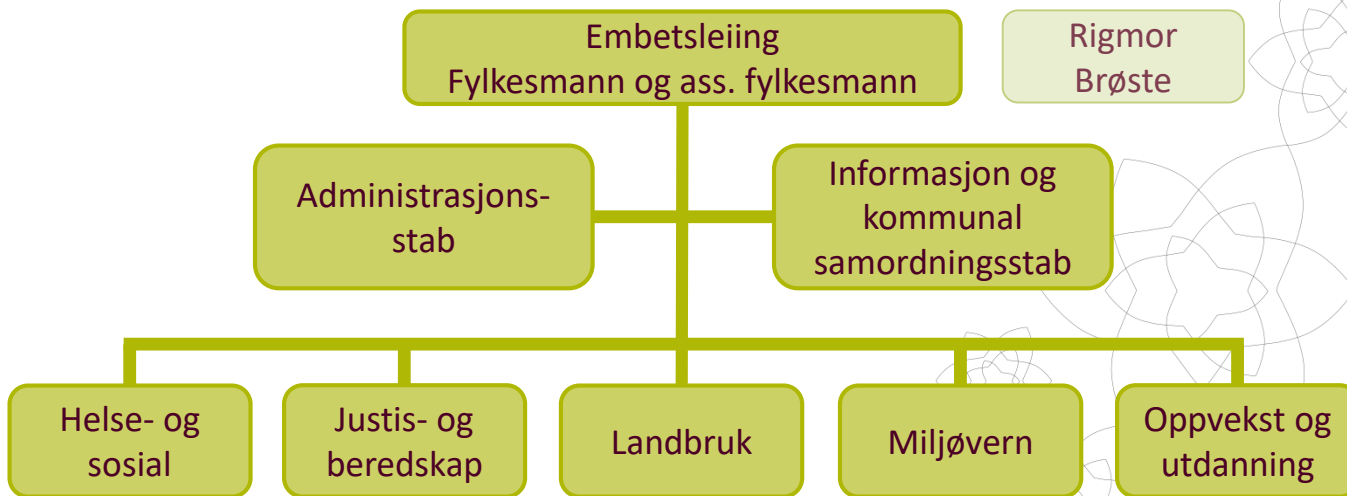 Embetsleiing
Fylkesmann og ass. fylkesmann
Rigmor
Brøste
Administrasjons-
stab
Informasjon og
kommunal
samordningsstab
Helse- og
sosial
Justis- og
beredskap
Landbruk
Miljøvern
Oppvekst og
utdanning